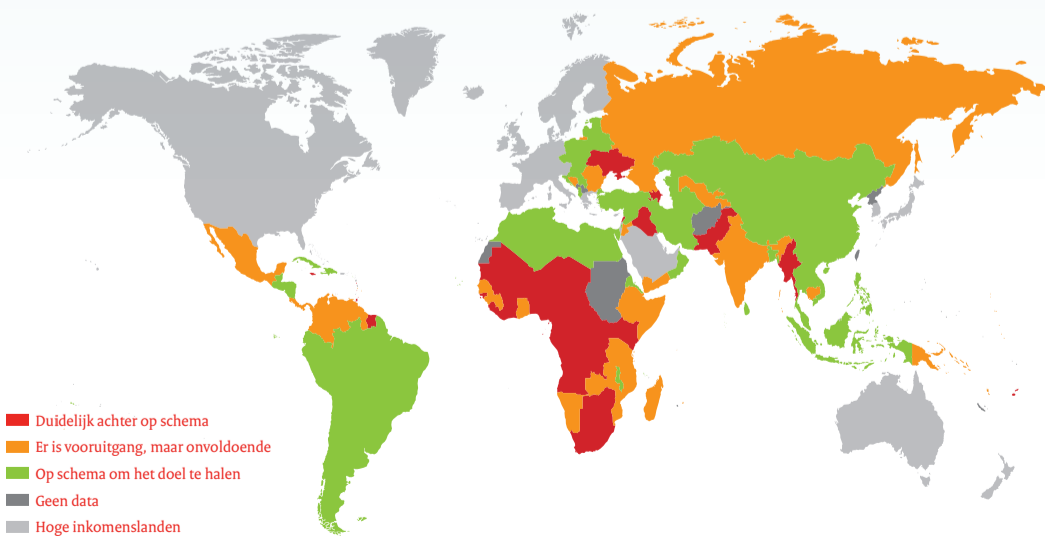 Duidelijk achter op schema
Er is vooruitgang, maar onvoldoende
Op schema om het doel te halen
Geen data
Hoge inkomenslanden